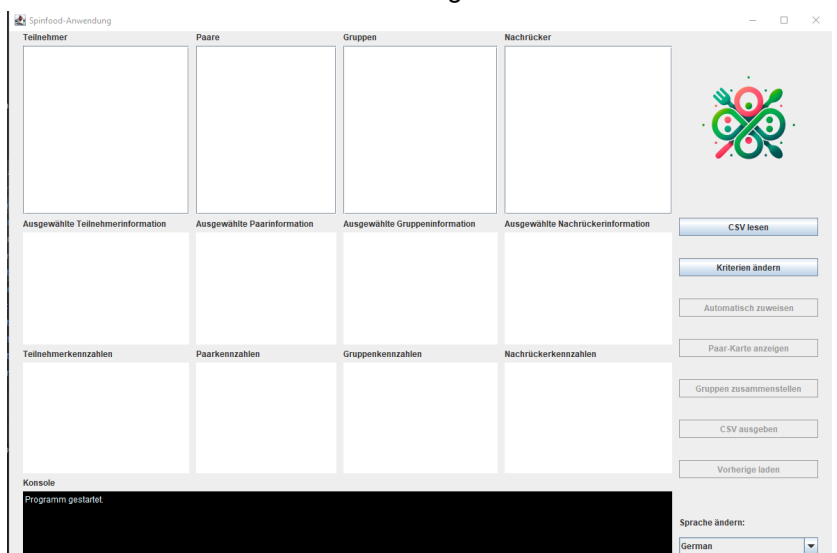 Spinfood-Anwendung
Teilnehmer
Paare
Gruppen
Nachrücker
Ausgewählte Teilnehmerinformation
Ausgewählte Paarinformation
Ausgewählte Gruppeninformation
Ausgewählte Nachrückerinformation
Teilnehmerkennzahlen
Paarkennzahlen
Gruppenkennzahlen
Nachrückerkennzahlen
Konsole
Programm gestartet.
CSV lesen
Kriterien ändern
Automatisch zuweisen
Paar-Karte anzeigen
Gruppen zusammenstellen
CSV ausgeben
Vorherige laden
Sprache ändern:
German